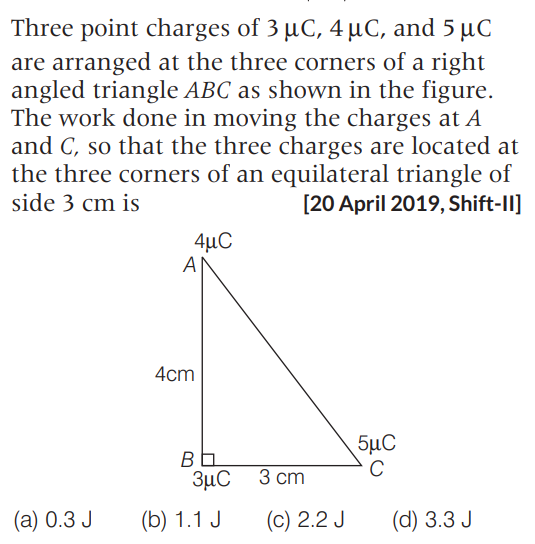 Three point charges of 3 μC, 4 μC, and 5 μC
are arranged at the three corners of a right
angled triangle ABC as shown in the figure.
The work done in moving the charges at A
and C, so that the three charges are located at
the three corners of an equilateral triangle of
side 3 cm is [20 April 2019, Shift-II]
4μC
A
4cm
5μC
B
C
3μC 3 cm
(a) 0.3 J (b) 1.1 J (c) 2.2 J (d) 3.3 J